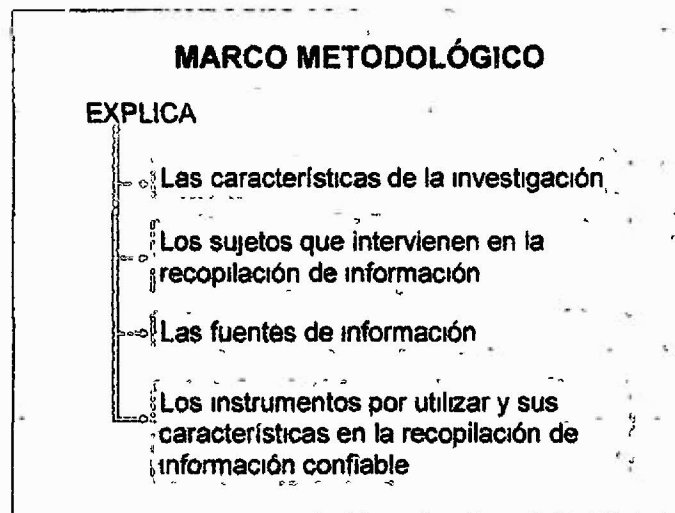 MARCO METODOLÓGICO
EXPLICA
Las características de la investigación
Los sujetos que intervienen en la
recopilación de información
Las fuentes de información
Los instrumentos por utilizar y sus
características en la recopilación de
información confiable